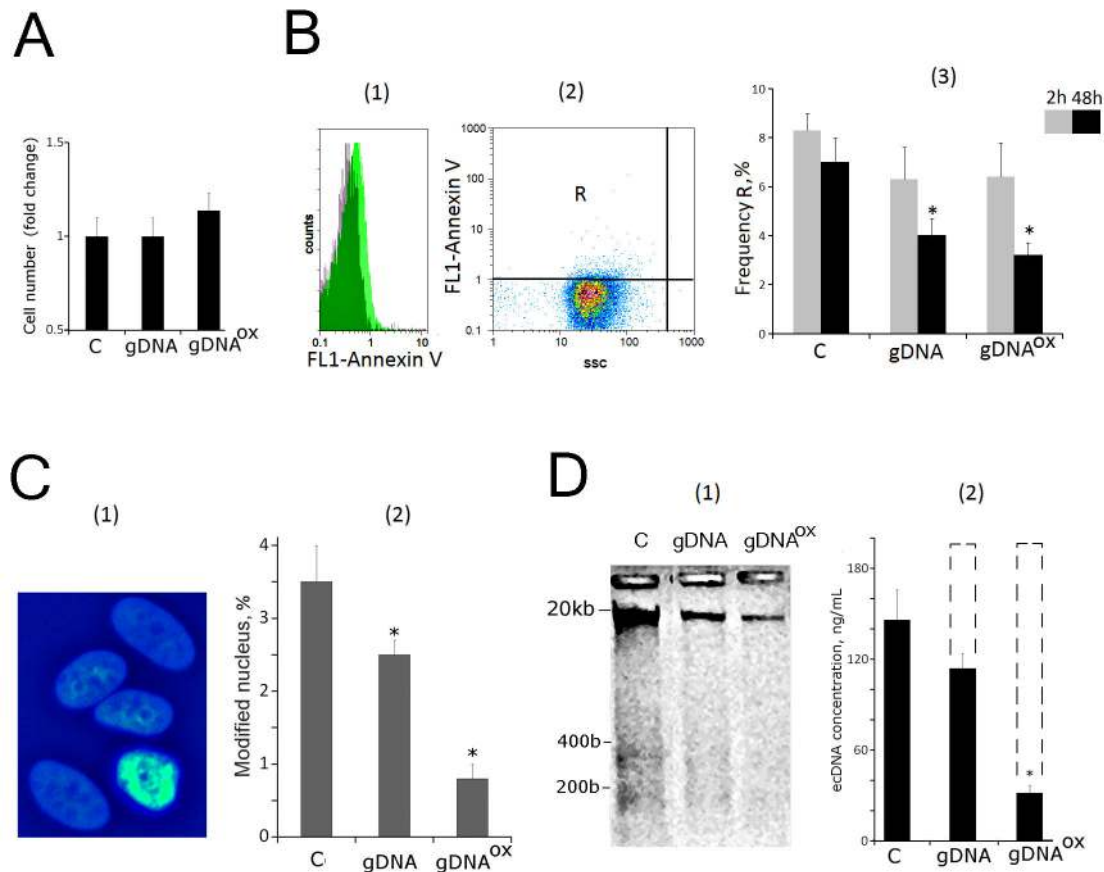 A
Cell number (fold change)
1.5
1
0.5
C gDNA gDNA^ox
B
(1)
counts
0.1 1 10
FL1-Annexin V
(2)
FL1-Annexin V
1000
100
10
1
0.1
R
1 10 100 1000
ssc
(3)
2h 48h
Frequency R,%
10
8
6
4
2
0
*
*
C gDNA gDNA^ox
C
(1)
(2)
Modified nucleus, %
4
3
2
1
0
*
*
C gDNA gDNA^ox
D
(1)
C gDNA gDNA^ox
20kb
400b
200b
(2)
ecDNA concentration, ng/mL
180
120
60
0
*
C gDNA gDNA^ox